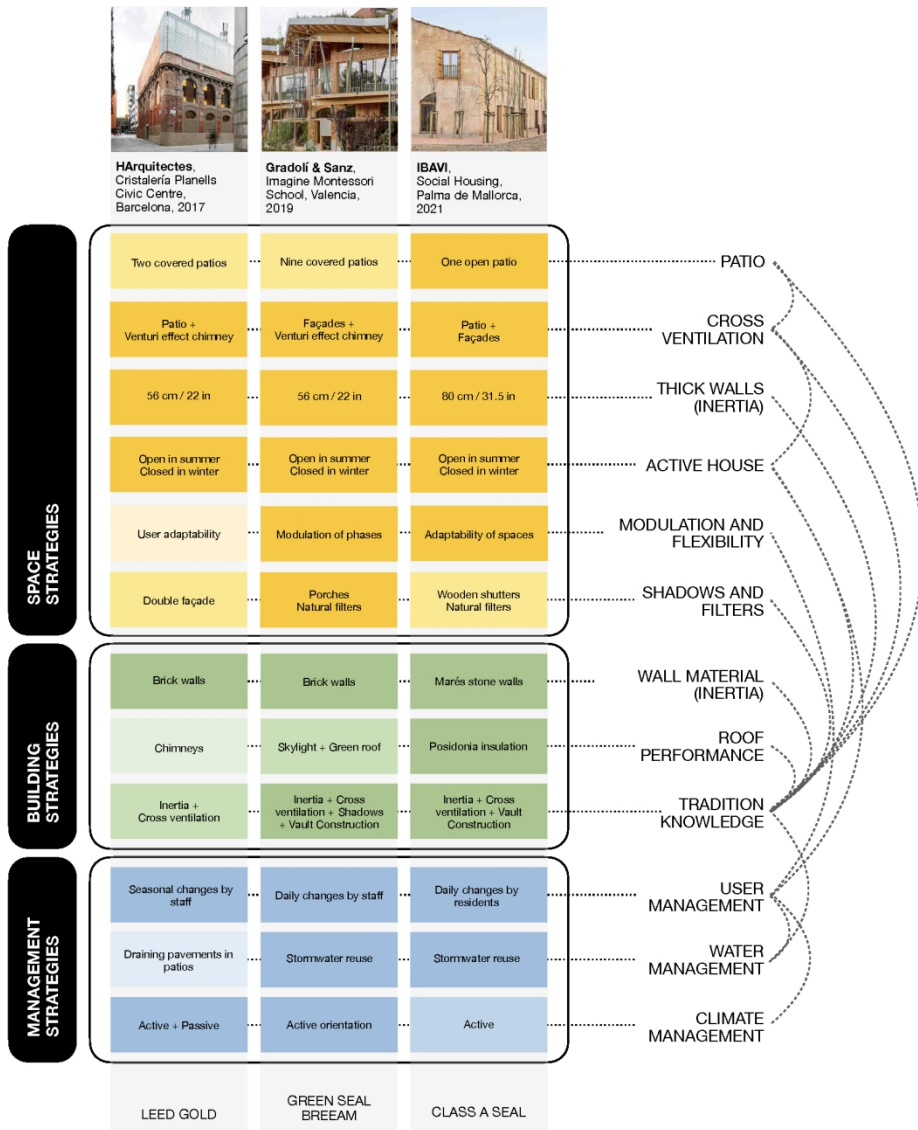 HArquitectes,
Cristalería Planells
Civic Centre,
Barcelona, 2017
Gradolí & Sanz,
Imagine Montessori
School, Valencia,
2019
IBAVI,
Social Housing,
Palma de Mallorca,
2021
SPACE
STRATEGIES
Two covered patios
Nine covered patios
One open patio
PATIO
Patio +
Venturi effect chimney
Façades +
Venturi effect chimney
Patio +
Façades
CROSS
VENTILATION
56 cm / 22 in
56 cm / 22 in
80 cm / 31.5 in
THICK WALLS
(INERTIA)
Open in summer
Closed in winter
Open in summer
Closed in winter
Open in summer
Closed in winter
ACTIVE HOUSE
User adaptability
Modulation of phases
Adaptability of spaces
MODULATION AND
FLEXIBILITY
Double façade
Porches
Natural filters
Wooden shutters
Natural filters
SHADOWS AND
FILTERS
BUILDING
STRATEGIES
Brick walls
Brick walls
Marés stone walls
WALL MATERIAL
(INERTIA)
Chimneys
Skylight + Green roof
Posidonia insulation
ROOF
PERFORMANCE
Inertia +
Cross ventilation
Inertia + Cross
ventilation + Shadows
+ Vault Construction
Inertia + Cross
ventilation + Vault
Construction
TRADITION
KNOWLEDGE
MANAGEMENT
STRATEGIES
Seasonal changes by
staff
Daily changes by staff
Daily changes by
residents
USER
MANAGEMENT
Draining pavements in
patios
Stormwater reuse
Stormwater reuse
WATER
MANAGEMENT
Active + Passive
Active orientation
Active
CLIMATE
MANAGEMENT
LEED GOLD
GREEN SEAL
BREEAM
CLASS A SEAL